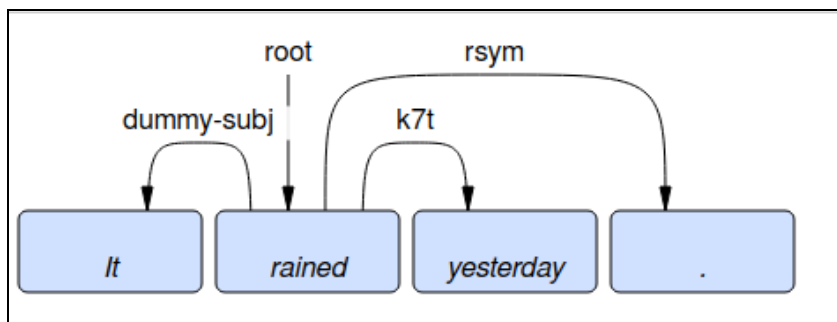 root rsym
dummy-subj k7t
It rained yesterday .